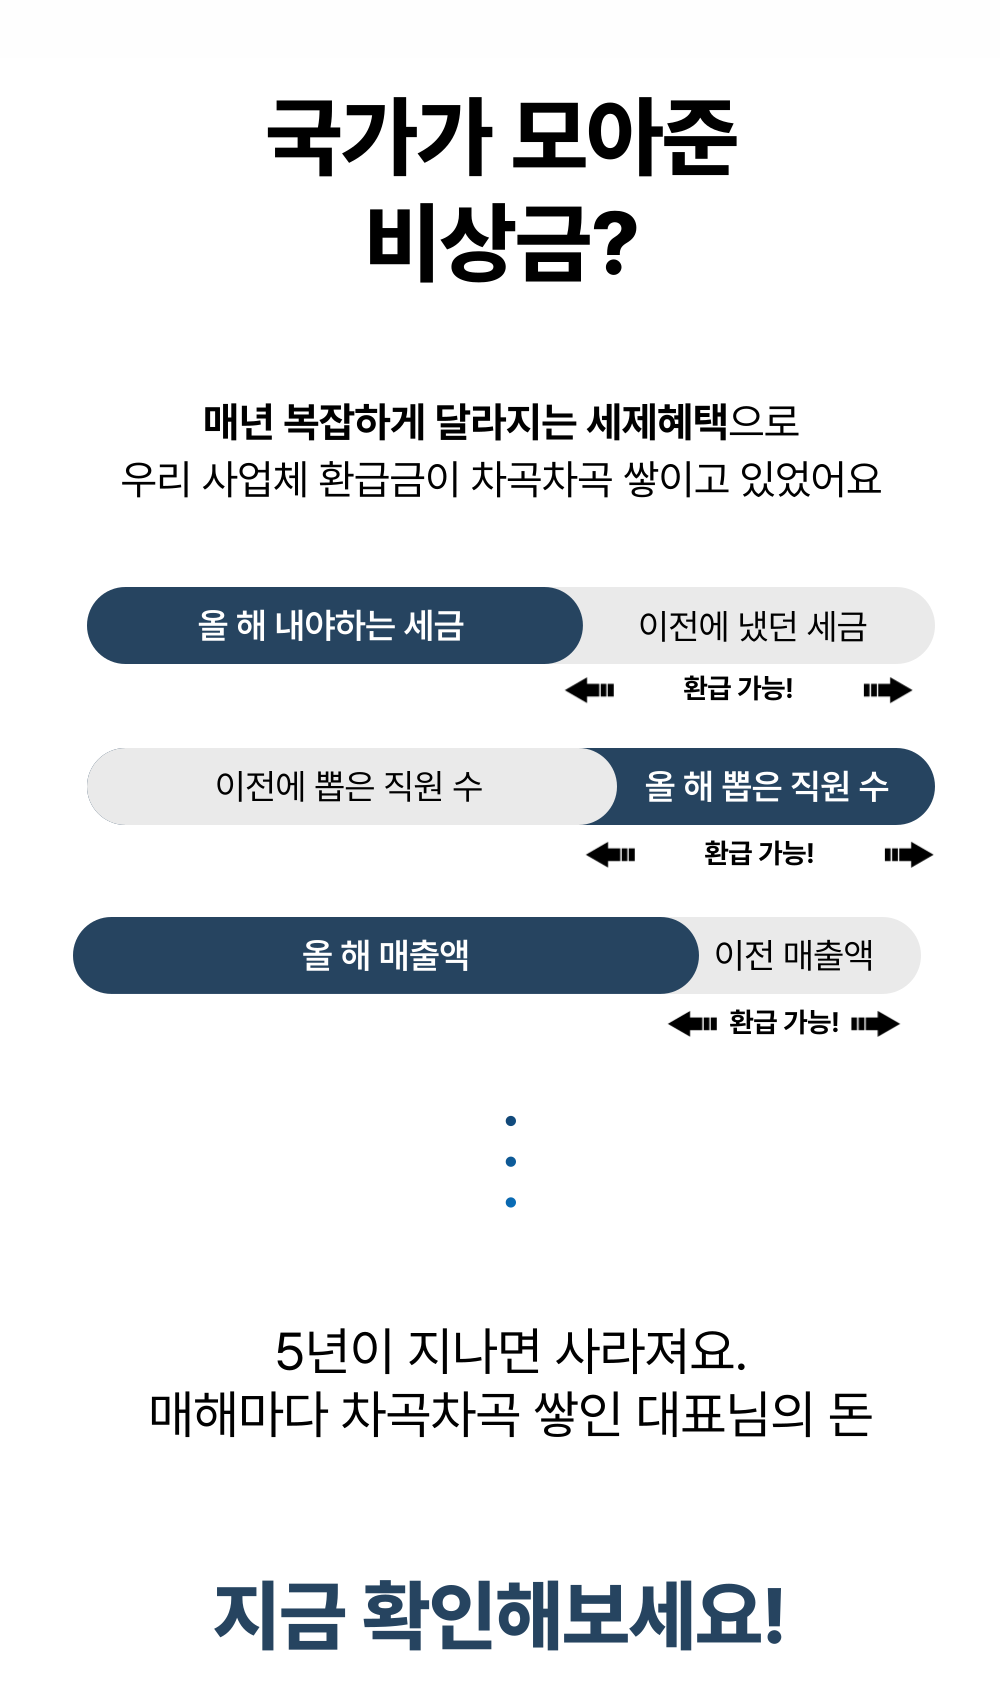 국가가 모아준
비상금?
매년 복잡하게 달라지는 세제혜택으로
우리 사업체 환급금이 차곡차곡 쌓이고 있었어요
올 해 내야하는 세금
이전에 냈던 세금
환급 가능!
이전에 뽑은 직원 수
올 해 뽑은 직원 수
환급 가능!
올 해 매출액
이전 매출액
환급 가능!
5년이 지나면 사라져요.
매해마다 차곡차곡 쌓인 대표님의 돈
지금 확인해보세요!